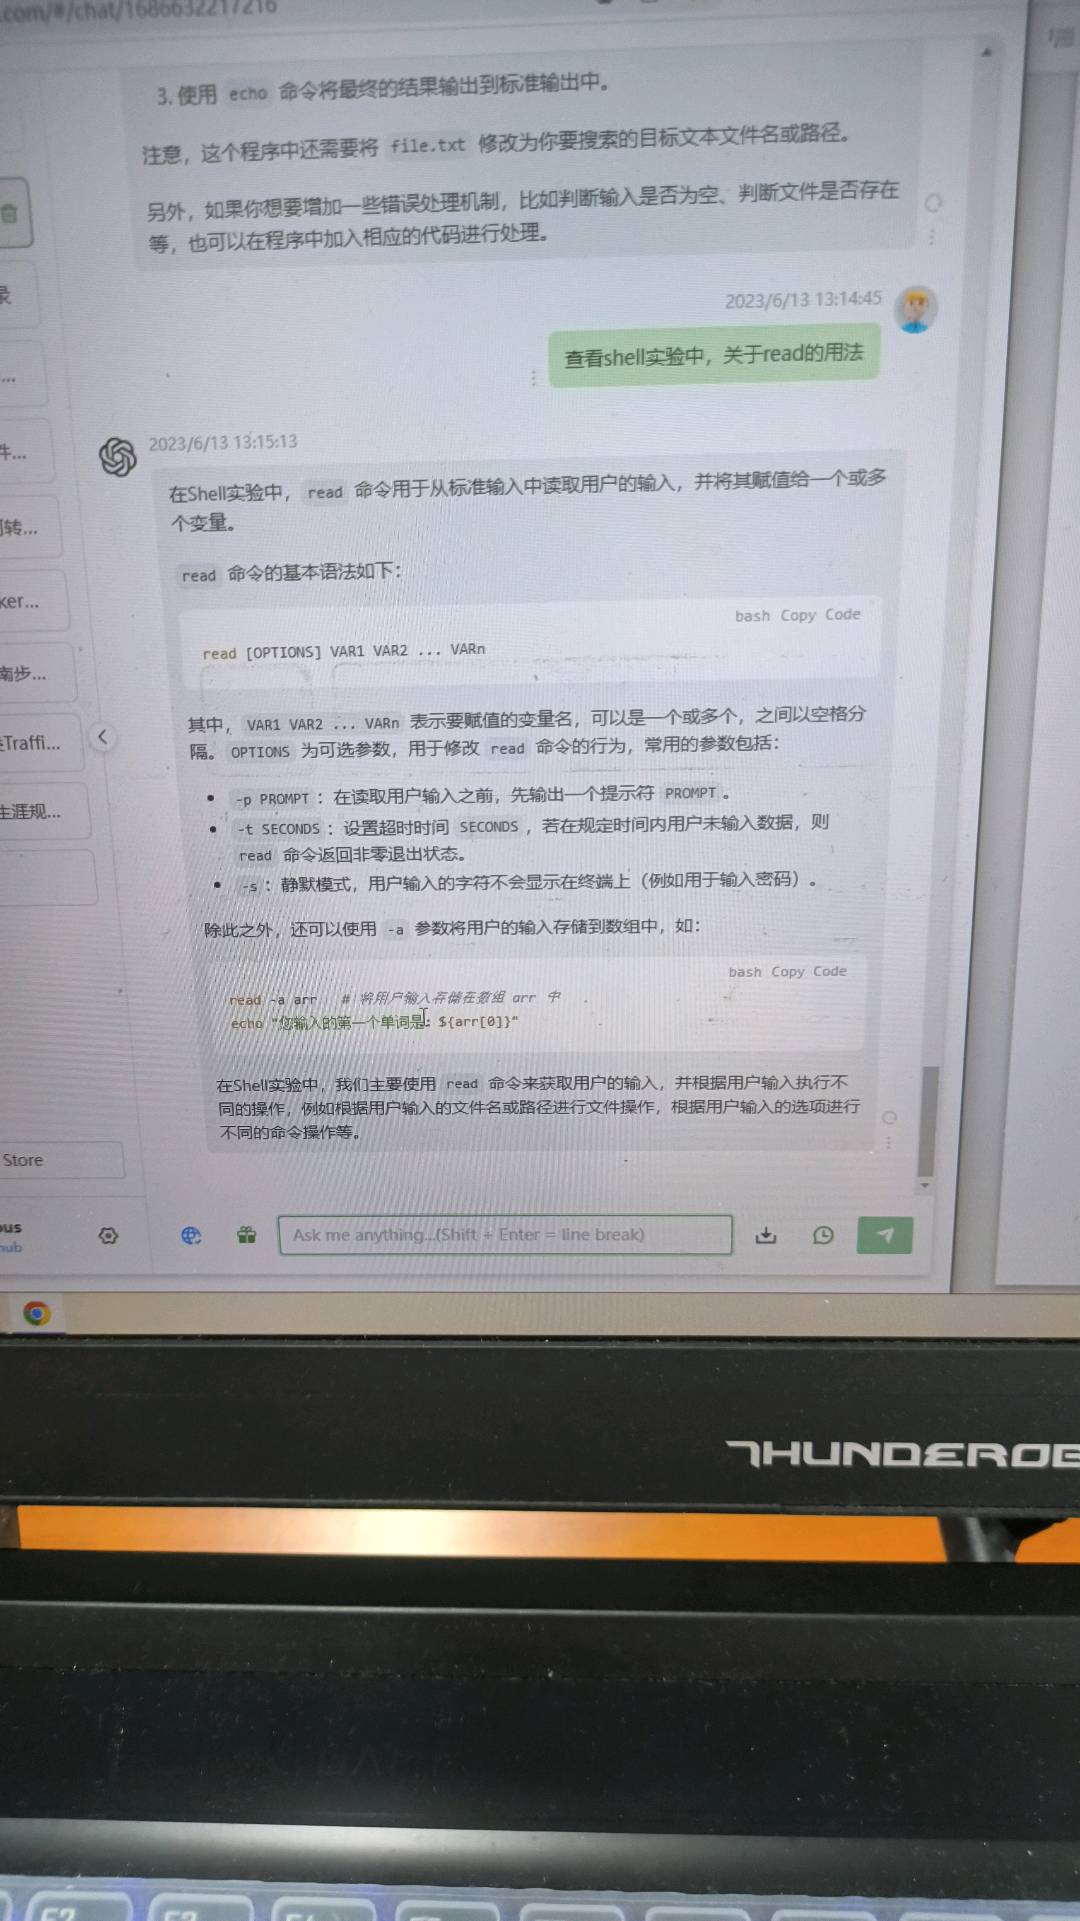 .com/#/chat/1686632217216
3. 使用 echo 命令将最终的结果输出到标准输出中。
注意，这个程序中还需要将 file.txt 修改为你要搜索的目标文本文件名或路径。
另外，如果你想要增加一些错误处理机制，比如判断输入是否为空、判断文件是否存在
等，也可以在程序中加入相应的代码进行处理。
2023/6/13 13:14:45
查看shell实验中，关于read的用法
2023/6/13 13:15:13
在Shell实验中， read 命令用于从标准输入中读取用户的输入，并将其赋值给一个或多
个变量。
read 命令的基本语法如下：
bash Copy Code
read [OPTIONS] VAR1 VAR2 ... VARn
其中， VAR1 VAR2 ... VARn 表示要赋值的变量名，可以是一个或多个，之间以空格分
隔。 OPTIONS 为可选参数，用于修改 read 命令的行为，常用的参数包括：
• -p PROMPT ：在读取用户输入之前，先输出一个提示符 PROMPT 。
• -t SECONDS ：设置超时时间 SECONDS ，若在规定时间内用户未输入数据，则
read 命令返回非零退出状态。
• -s ：静默模式，用户输入的字符不会显示在终端上（例如用于输入密码）。
除此之外，还可以使用 -a 参数将用户的输入存储到数组中，如：
bash Copy Code
read -a arr # 将用户输入存储在数组 arr 中
echo "您输入的第一个单词是：${arr[0]}"
在Shell实验中，我们主要使用 read 命令来获取用户的输入，并根据用户输入执行不
同的操作，例如根据用户输入的文件名或路径进行文件操作，根据用户输入的选项进行
不同的命令操作等。
录
...
件...
转...
ker...
南步...
Traffi...
生涯规...
Store
ous
hub
Ask me anything...(Shift + Enter = line break)
THUNDEROB
F2
F3